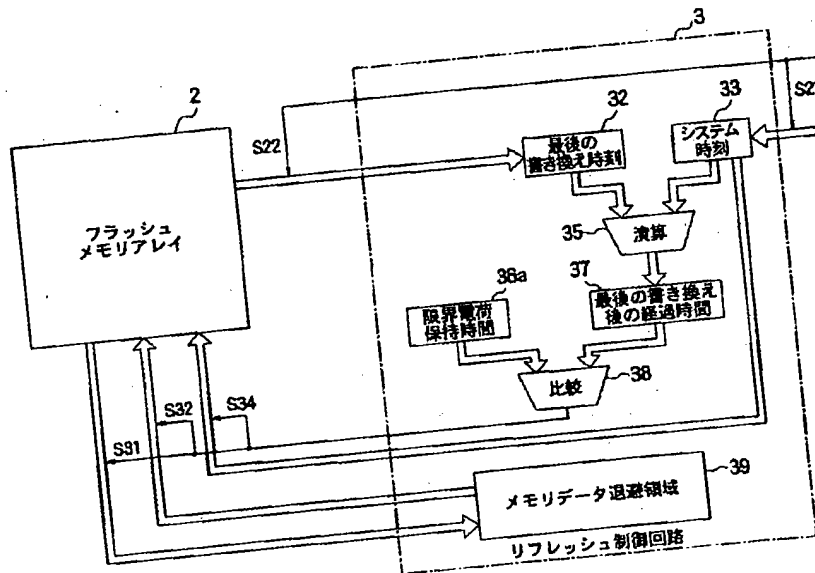 3
2
S22
32
33
S2
最後の
書き換え時刻
システム
時刻
フラッシュ
メモリアレイ
35
演算
36a
37
限界電荷
保持時間
最後の書き換え
後の経過時間
比較
38
S34
S32
S31
39
メモリデータ退避領域
リフレッシュ制御回路